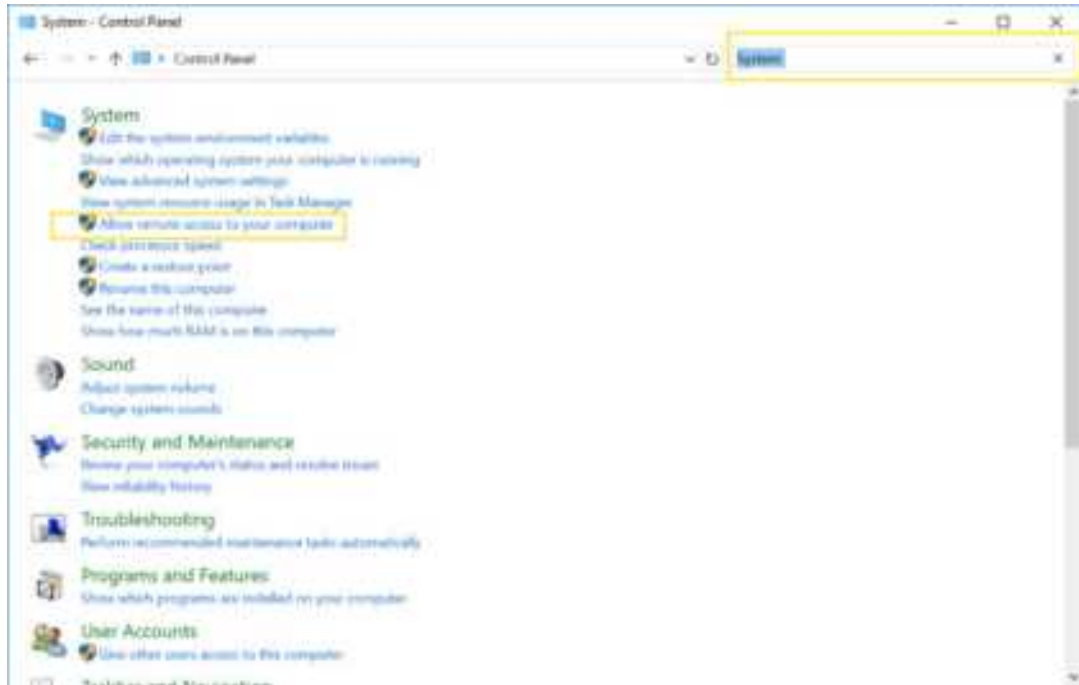 System - Control Panel
Control Panel
System
System
Edit the system environment variables
Show which operating system your computer is running
View advanced system settings
View system resource usage in Task Manager
Allow remote access to your computer
Check processor speed
Create a restore point
Rename this computer
See the name of this computer
Show how much RAM is on this computer
Sound
Adjust system volume
Change system sounds
Security and Maintenance
Review your computer's status and resolve issues
View reliability history
Troubleshooting
Perform recommended maintenance tasks automatically
Programs and Features
Show which programs are installed on your computer
User Accounts
Give other users access to this computer
Taskbar and Navigation